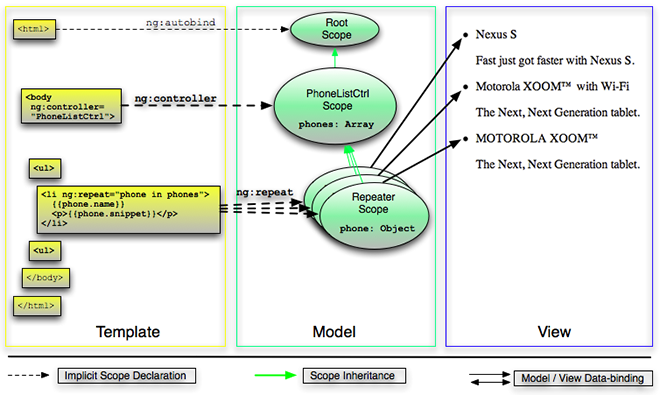 <html>
ng:autobind
Root
Scope
<body
ng:controller=
"PhoneListCtrl">
ng:controller
PhoneListCtrl
Scope
phones: Array
<ul>
<li ng:repeat="phone in phones">
{{phone.name}}
<p>{{phone.snippet}}</p>
</li>
ng:repeat
Repeater
Scope
phone: Object
<ul>
</body>
</html>
Nexus S
Fast just got faster with Nexus S.
Motorola XOOM™ with Wi-Fi
The Next, Next Generation tablet.
MOTOROLA XOOM™
The Next, Next Generation tablet.
Template
Model
View
Implicit Scope Declaration
Scope Inheritance
Model / View Data-binding